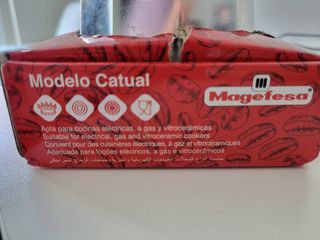 Modelo Catual
Magefesa
Apta para cocinas eléctricas, a gas y vitrocerámicas
Suitable for electrical, gas and vitroceramic cookers
Convient pour des cuisinières électriques, à gaz et vitrocéramiques
Adequada para fogões eléctricos, a gás e vitrocerâmicos